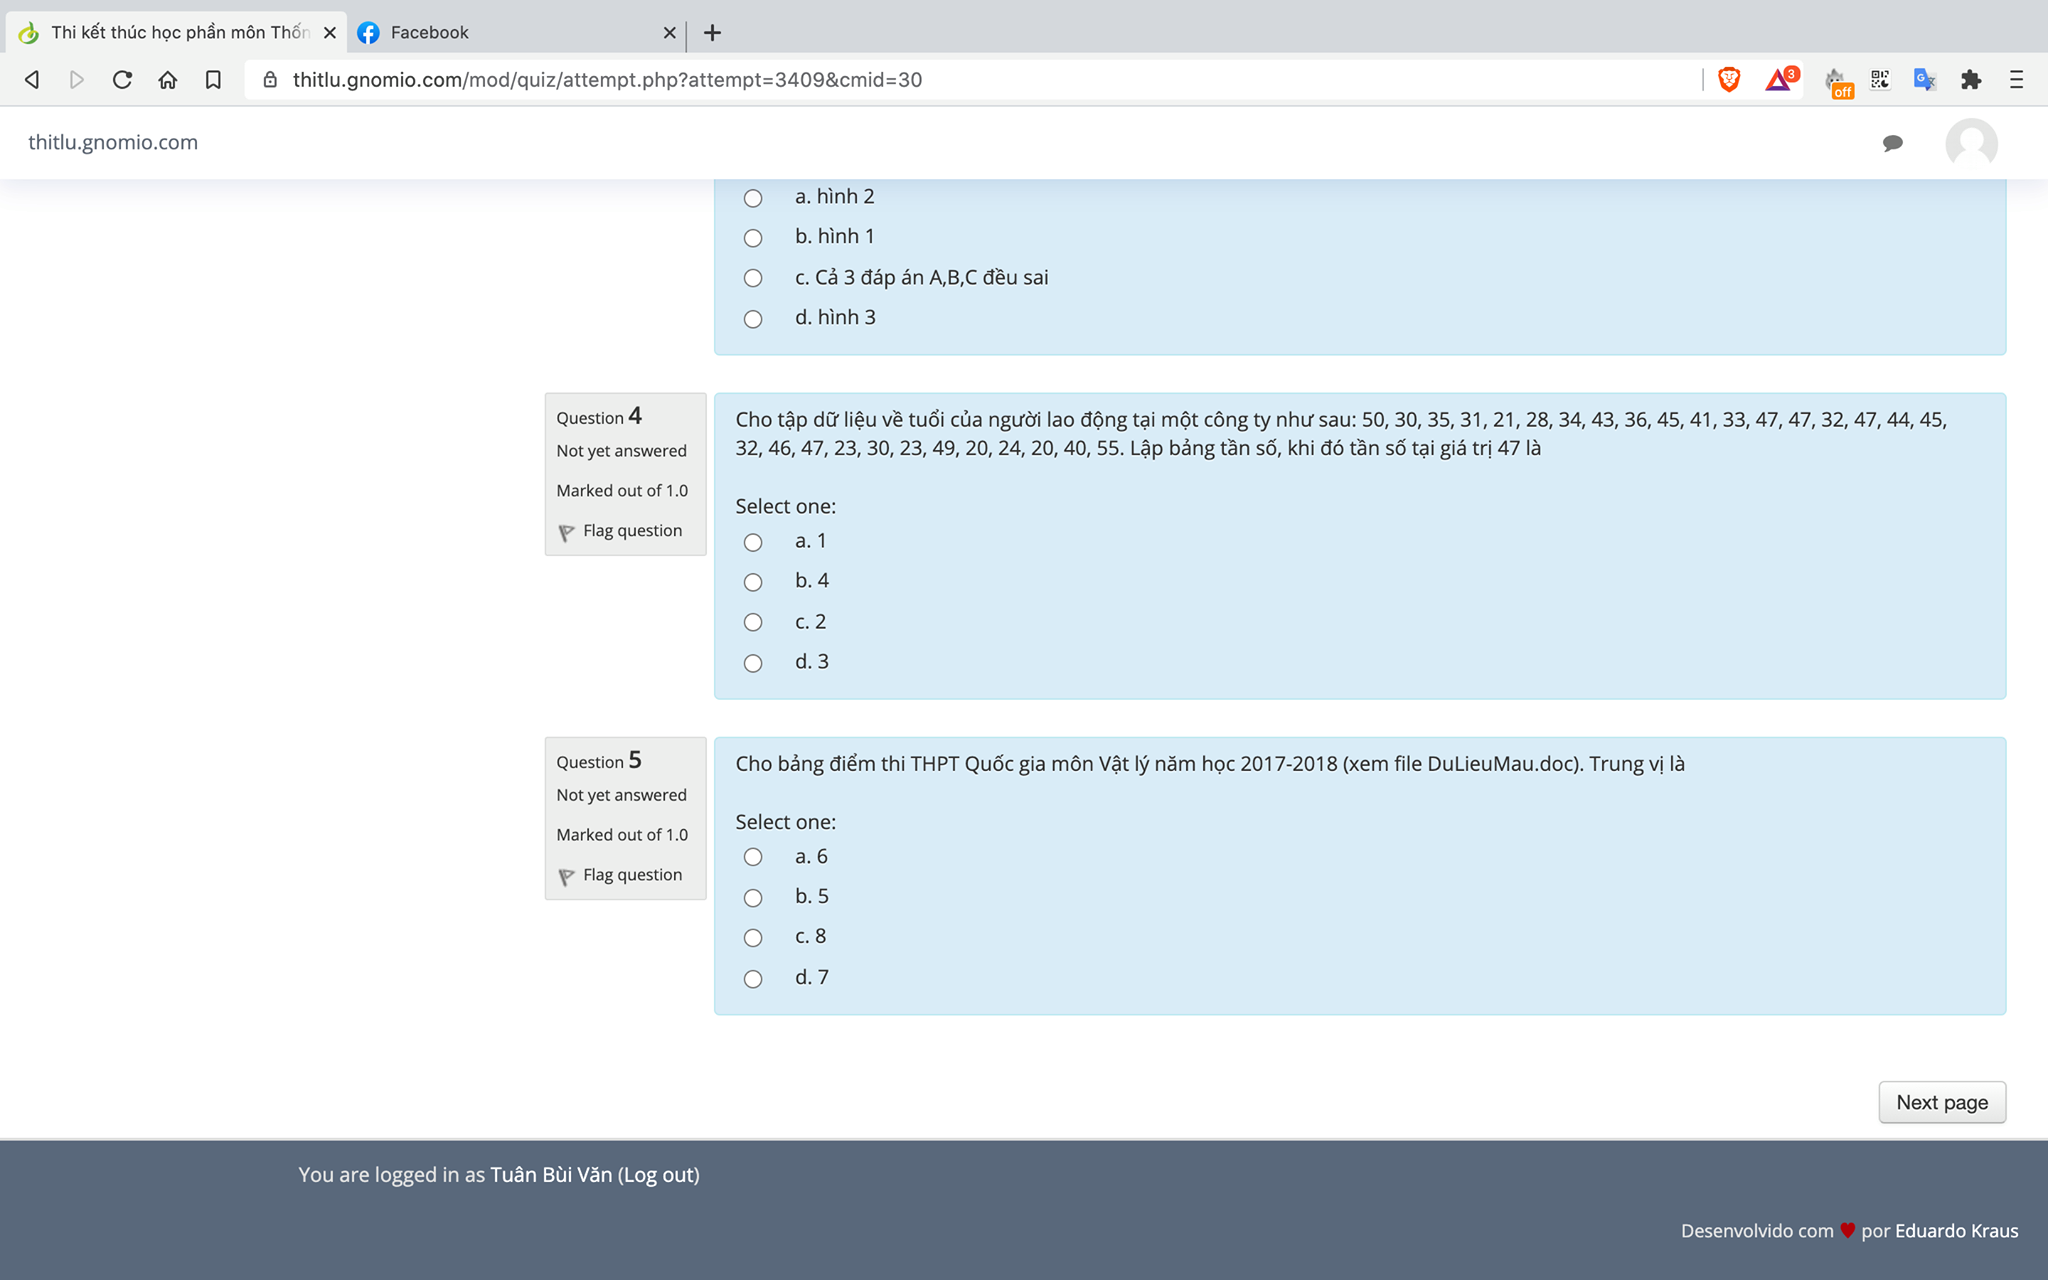 Thi kết thúc học phần môn Thốn
Facebook
thitlu.gnomio.com/mod/quiz/attempt.php?attempt=3409&cmid=30
3
off
thitlu.gnomio.com
a. hình 2
b. hình 1
c. Cả 3 đáp án A,B,C đều sai
d. hình 3
Question 4
Not yet answered
Marked out of 1.0
Flag question
Cho tập dữ liệu về tuổi của người lao động tại một công ty như sau: 50, 30, 35, 31, 21, 28, 34, 43, 36, 45, 41, 33, 47, 47, 32, 47, 44, 45,
32, 46, 47, 23, 30, 23, 49, 20, 24, 20, 40, 55. Lập bảng tần số, khi đó tần số tại giá trị 47 là
Select one:
a. 1
b. 4
c. 2
d. 3
Question 5
Not yet answered
Marked out of 1.0
Flag question
Cho bảng điểm thi THPT Quốc gia môn Vật lý năm học 2017-2018 (xem file DuLieuMau.doc). Trung vị là
Select one:
a. 6
b. 5
c. 8
d. 7
Next page
You are logged in as Tuân Bùi Văn (Log out)
Desenvolvido com ♥ por Eduardo Kraus